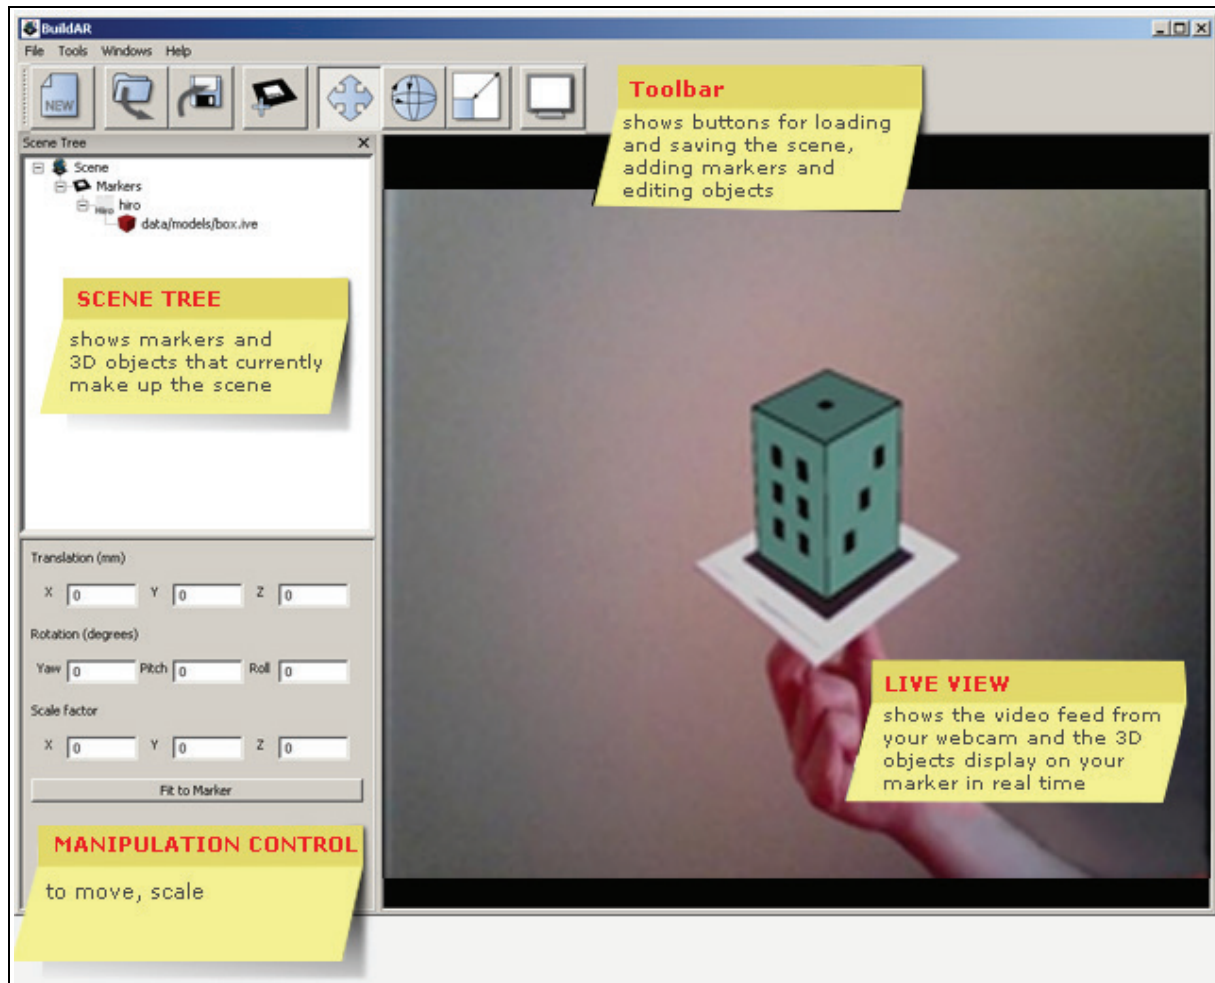 BuildAR
File Tools Windows Help
NEW
Toolbar
shows buttons for loading
and saving the scene,
adding markers and
editing objects
Scene Tree
Scene
Markers
Hiro hiro
data/models/box.ive
SCENE TREE
shows markers and
3D objects that currently
make up the scene
Translation (mm)
X 0 Y 0 Z 0
Rotation (degrees)
Yaw 0 Pitch 0 Roll 0
Scale factor
X 0 Y 0 Z 0
Fit to Marker
LIVE VIEW
shows the video feed from
your webcam and the 3D
objects display on your
marker in real time
MANIPULATION CONTROL
to move, scale